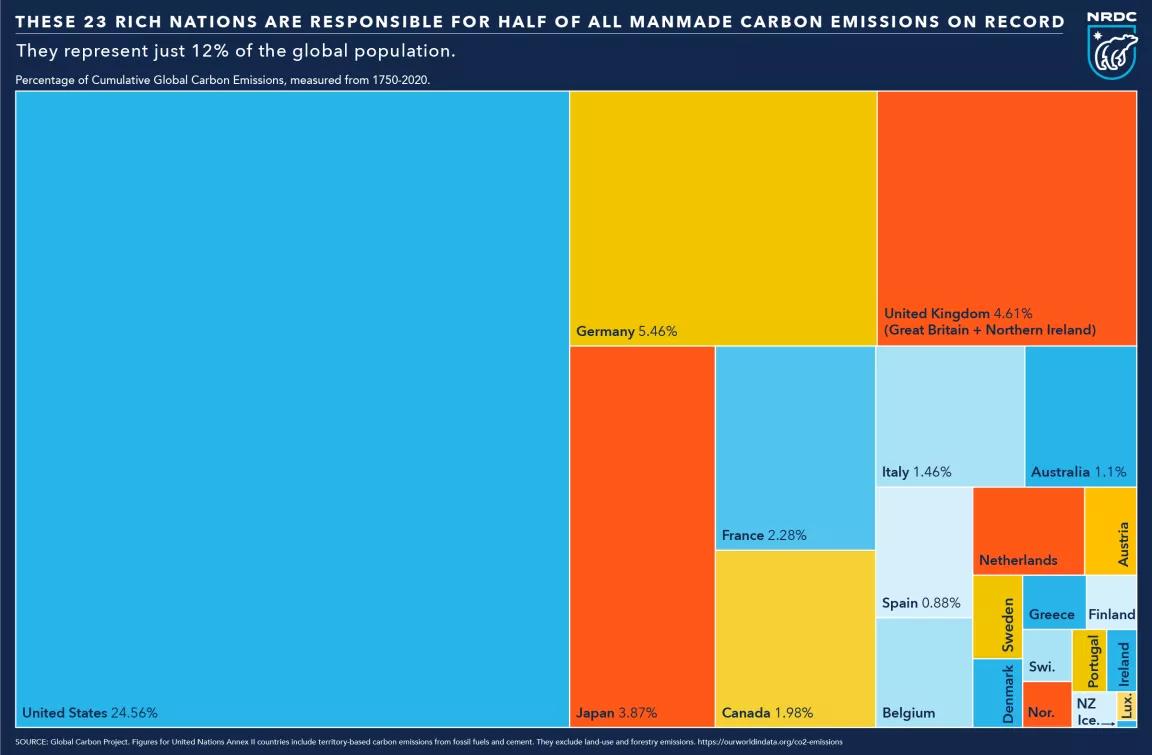 THESE 23 RICH NATIONS ARE RESPONSIBLE FOR HALF OF ALL MANMADE CARBON EMISSIONS ON RECORD
NRDC
They represent just 12% of the global population.
Percentage of Cumulative Global Carbon Emissions, measured from 1750-2020.
United States 24.56%
Germany 5.46%
United Kingdom 4.61%
(Great Britain + Northern Ireland)
Japan 3.87%
France 2.28%
Canada 1.98%
Italy 1.46%
Australia 1.1%
Spain 0.88%
Belgium
Netherlands
Austria
Sweden
Denmark
Greece
Finland
Swi.
Nor.
Portugal
Ireland
NZ
Ice.
Lux.
SOURCE: Global Carbon Project. Figures for United Nations Annex II countries include territory-based carbon emissions from fossil fuels and cement. They exclude land-use and forestry emissions. https://ourworldindata.org/co2-emissions